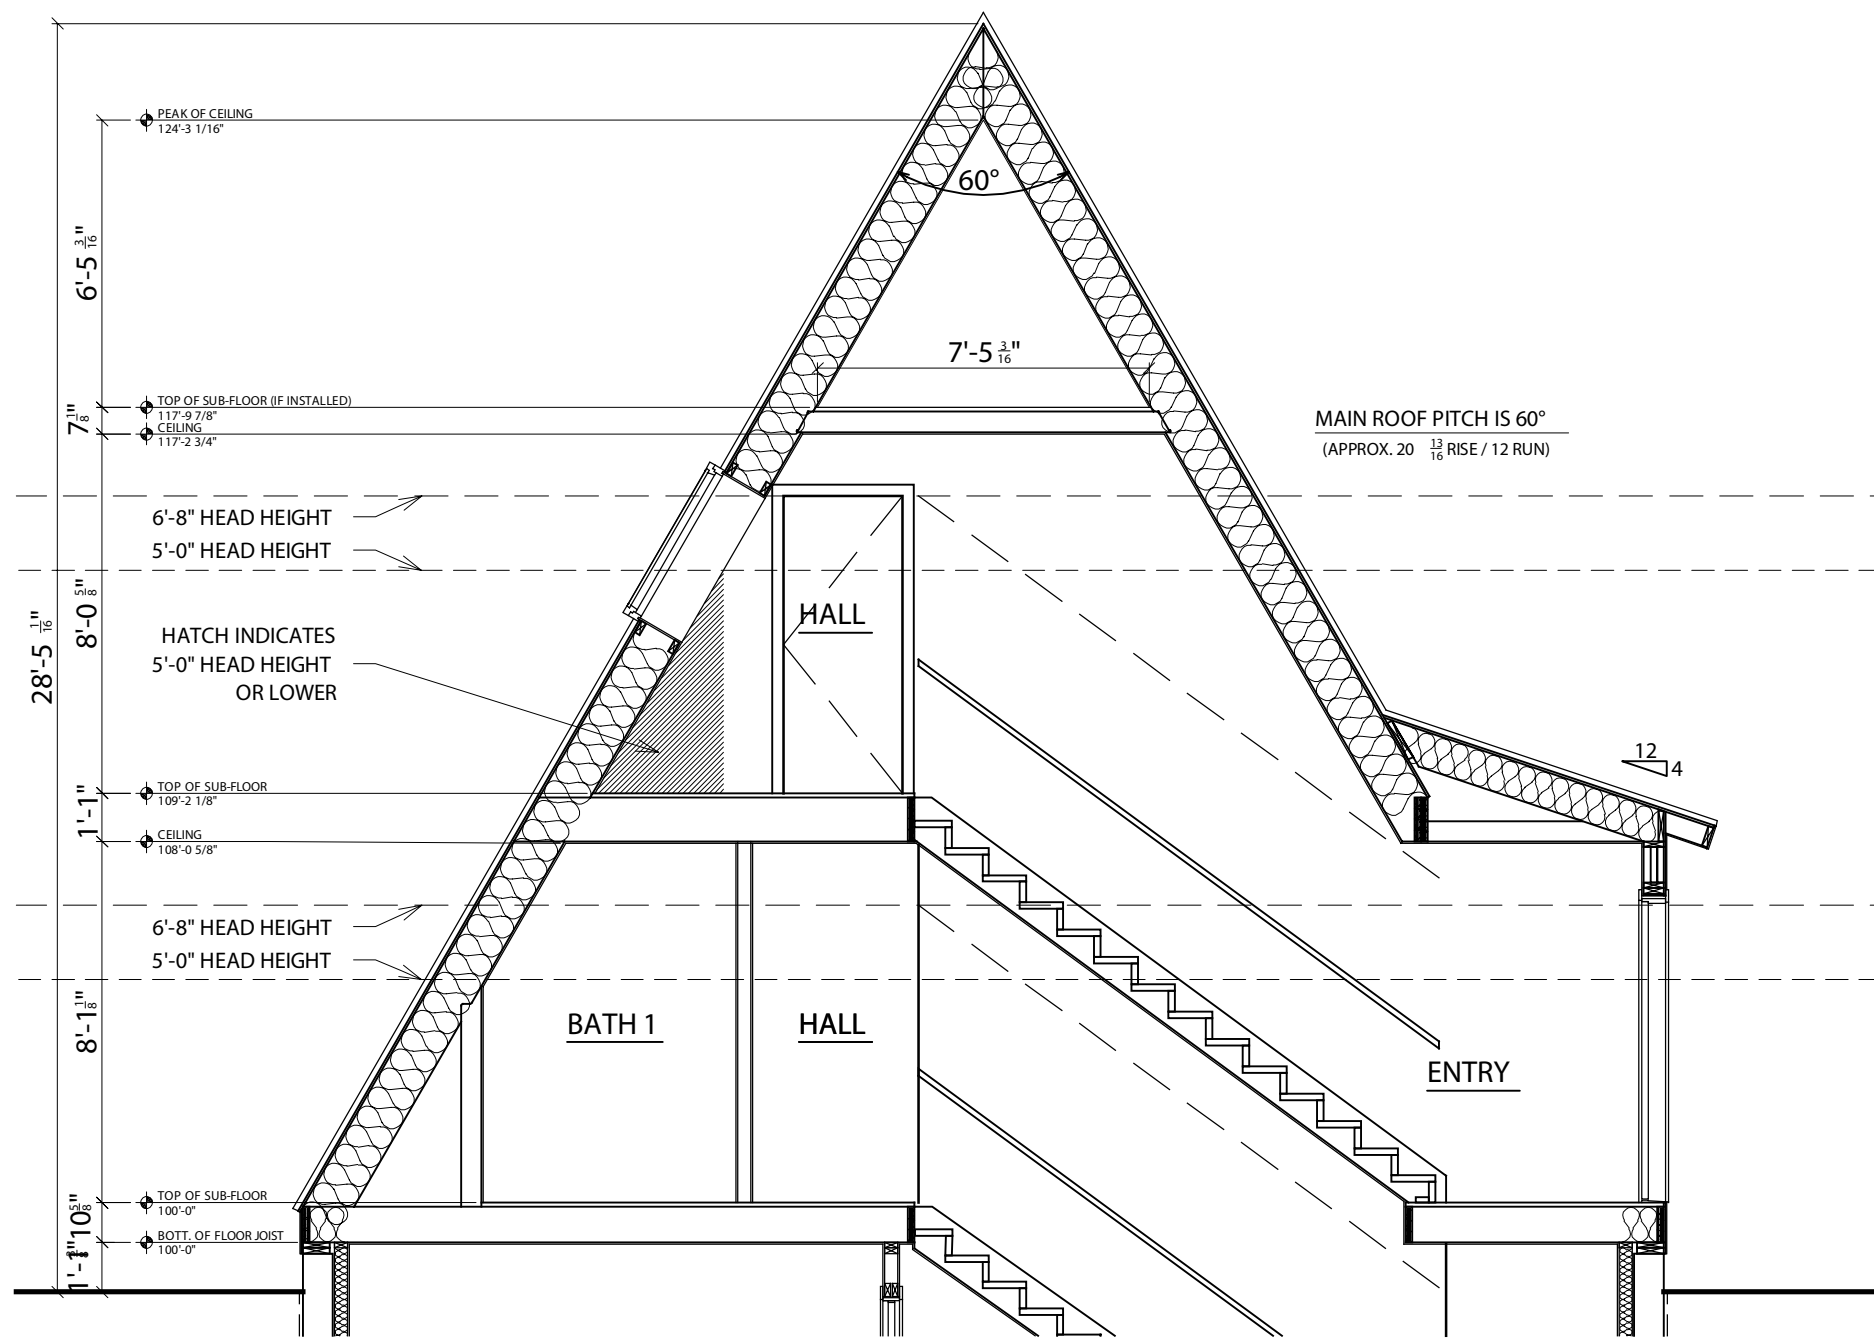 PEAK OF CEILING
124'-3 1/16"
60°
6'-5 3/16"
7'-5 3/16"
TOP OF SUB-FLOOR (IF INSTALLED)
117'-9 7/8"
CEILING
117'-2 3/4"
7 1/8"
MAIN ROOF PITCH IS 60°
(APPROX. 20 13/16 RISE / 12 RUN)
6'-8" HEAD HEIGHT
5'-0" HEAD HEIGHT
8'-0 5/8"
28'-5 1/16"
HALL
HATCH INDICATES
5'-0" HEAD HEIGHT
OR LOWER
12
4
TOP OF SUB-FLOOR
109'-2 1/8"
1'-1"
CEILING
108'-0 5/8"
6'-8" HEAD HEIGHT
5'-0" HEAD HEIGHT
8'-1 1/8"
BATH 1
HALL
ENTRY
TOP OF SUB-FLOOR
100'-0"
10 5/8"
BOTT. OF FLOOR JOIST
100'-0"